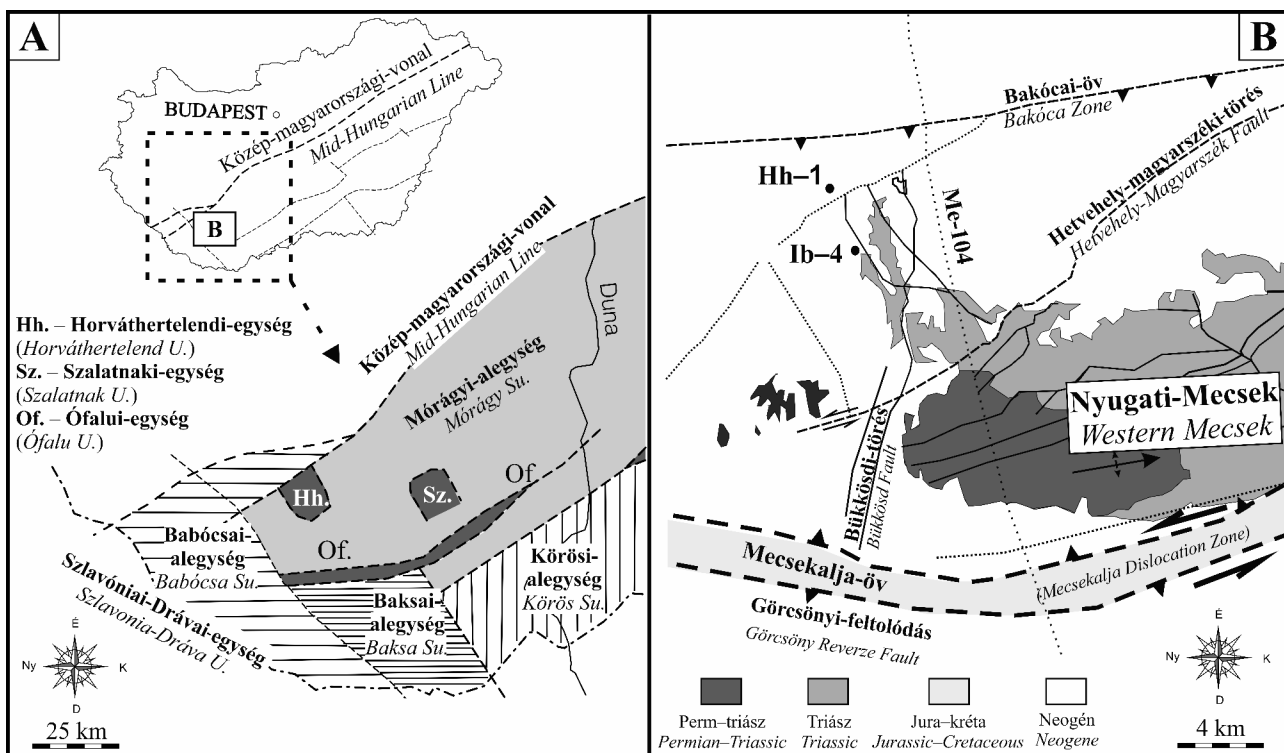 A
BUDAPEST
Közép-magyarországi-vonal
Mid-Hungarian Line
B
Hh. – Horváthertelendi-egység
(Horváthertelend U.)
Sz. – Szalatnaki-egység
(Szalatnak U.)
Of. – Ófalui-egység
(Ófalu U.)
Közép-magyarországi-vonal
Mid-Hungarian Line
Duna
Mórágyi-alegység
Mórágy Su.
Hh.
Sz.
Of.
Of.
Babócsai-
alegység
Babócsa Su.
Szlavóniai-Drávai-egység
Szlavonia-Dráva U.
Baksai-
alegység
Baksa Su.
Körösi-
alegység
Körös Su.
É
Ny
K
D
25 km
B
Bakócai-öv
Bakóca Zone
Hh–1
Ib–4
Me-104
Hetvehely-magyarszéki-törés
Hetvehely-Magyarszék Fault
Nyugati-Mecsek
Western Mecsek
Bükkösdi-törés
Bükkösd Fault
Mecsekalja-öv
(Mecsekalja Dislocation Zone)
Görcsönyi-feltolódás
Görcsöny Reverze Fault
É
Ny
K
D
Perm–triász
Permian–Triassic
Triász
Triassic
Jura–kréta
Jurassic–Cretaceous
Neogén
Neogene
4 km